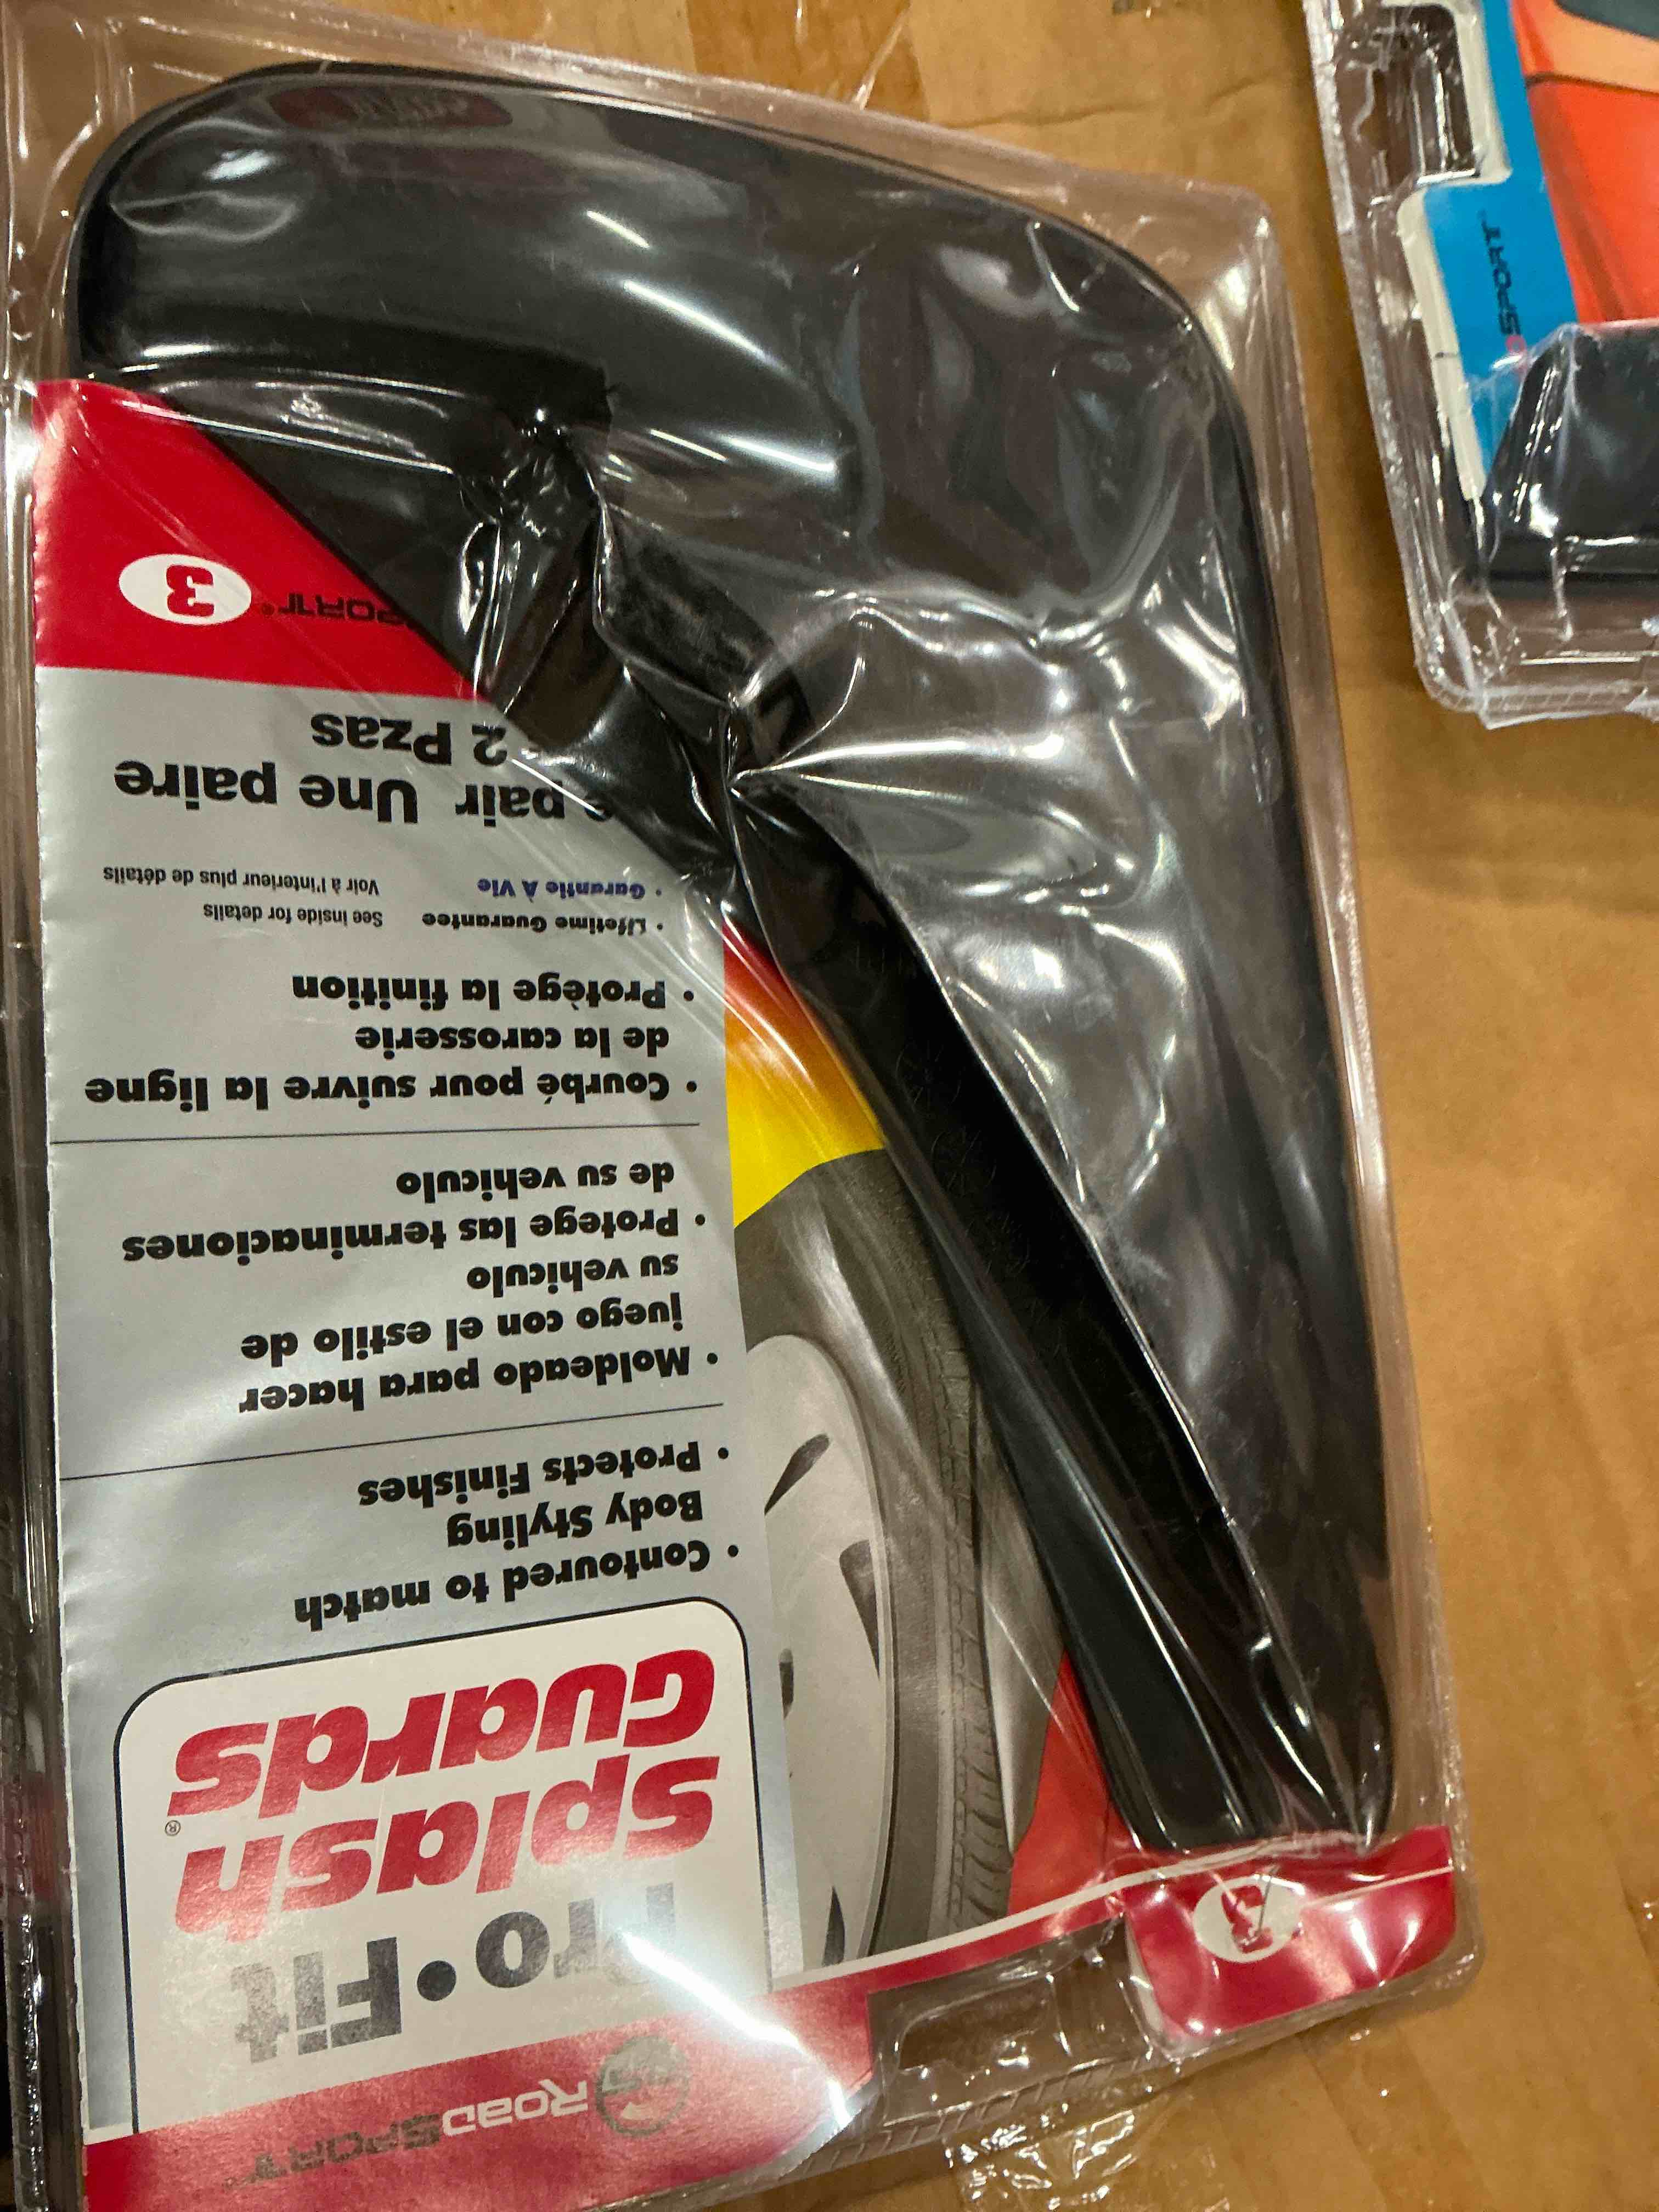 RoadSport
Pro•Fit
Splash
Guards®
• Contoured to match
Body Styling
• Protects Finishes
• Moldeado para hacer
juego con el estilo de
su vehiculo
• Protege las terminaciones
de su vehiculo
• Courbé pour suivre la ligne
de la carosserie
• Protège la finition
• Lifetime Guarantee See inside for details
• Garantie À Vie Voir à l'interieur plus de détails
pair Une paire
2 Pzas
SPORT® 3
3
SPORT